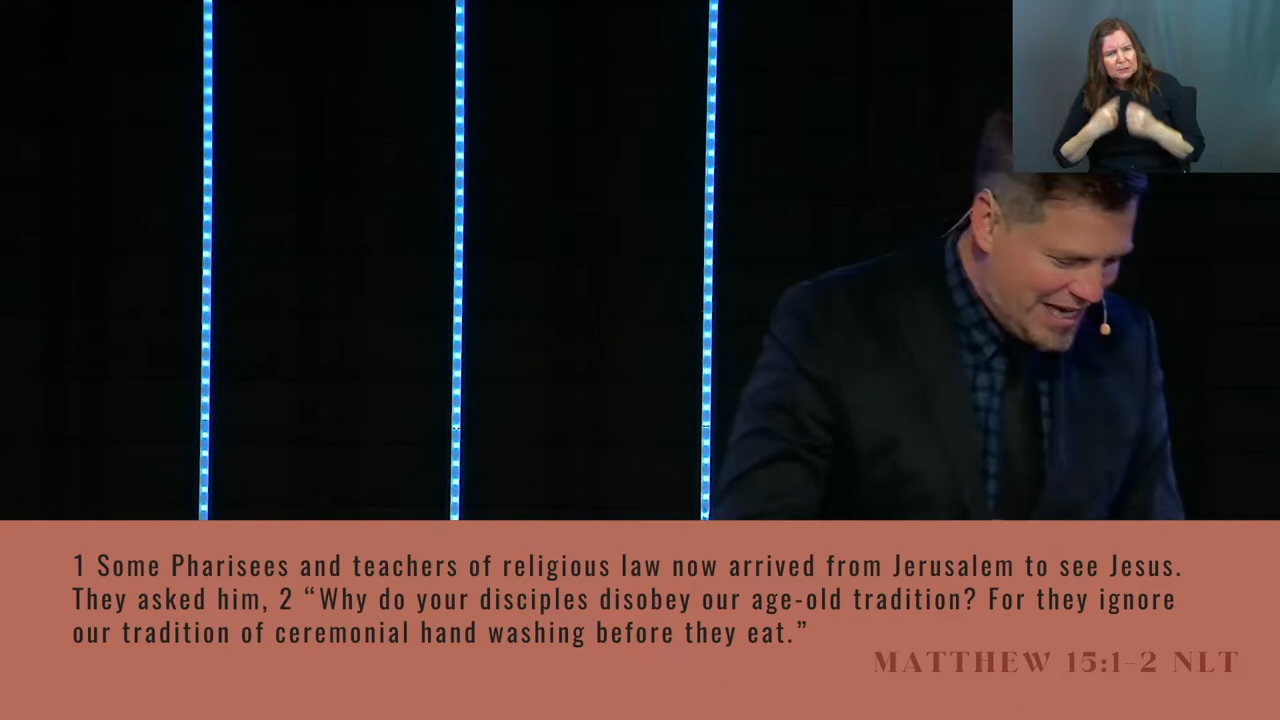 1 Some Pharisees and teachers of religious law now arrived from Jerusalem to see Jesus.
They asked him, 2 “Why do your disciples disobey our age-old tradition? For they ignore
our tradition of ceremonial hand washing before they eat.”
MATTHEW 15:1-2 NLT